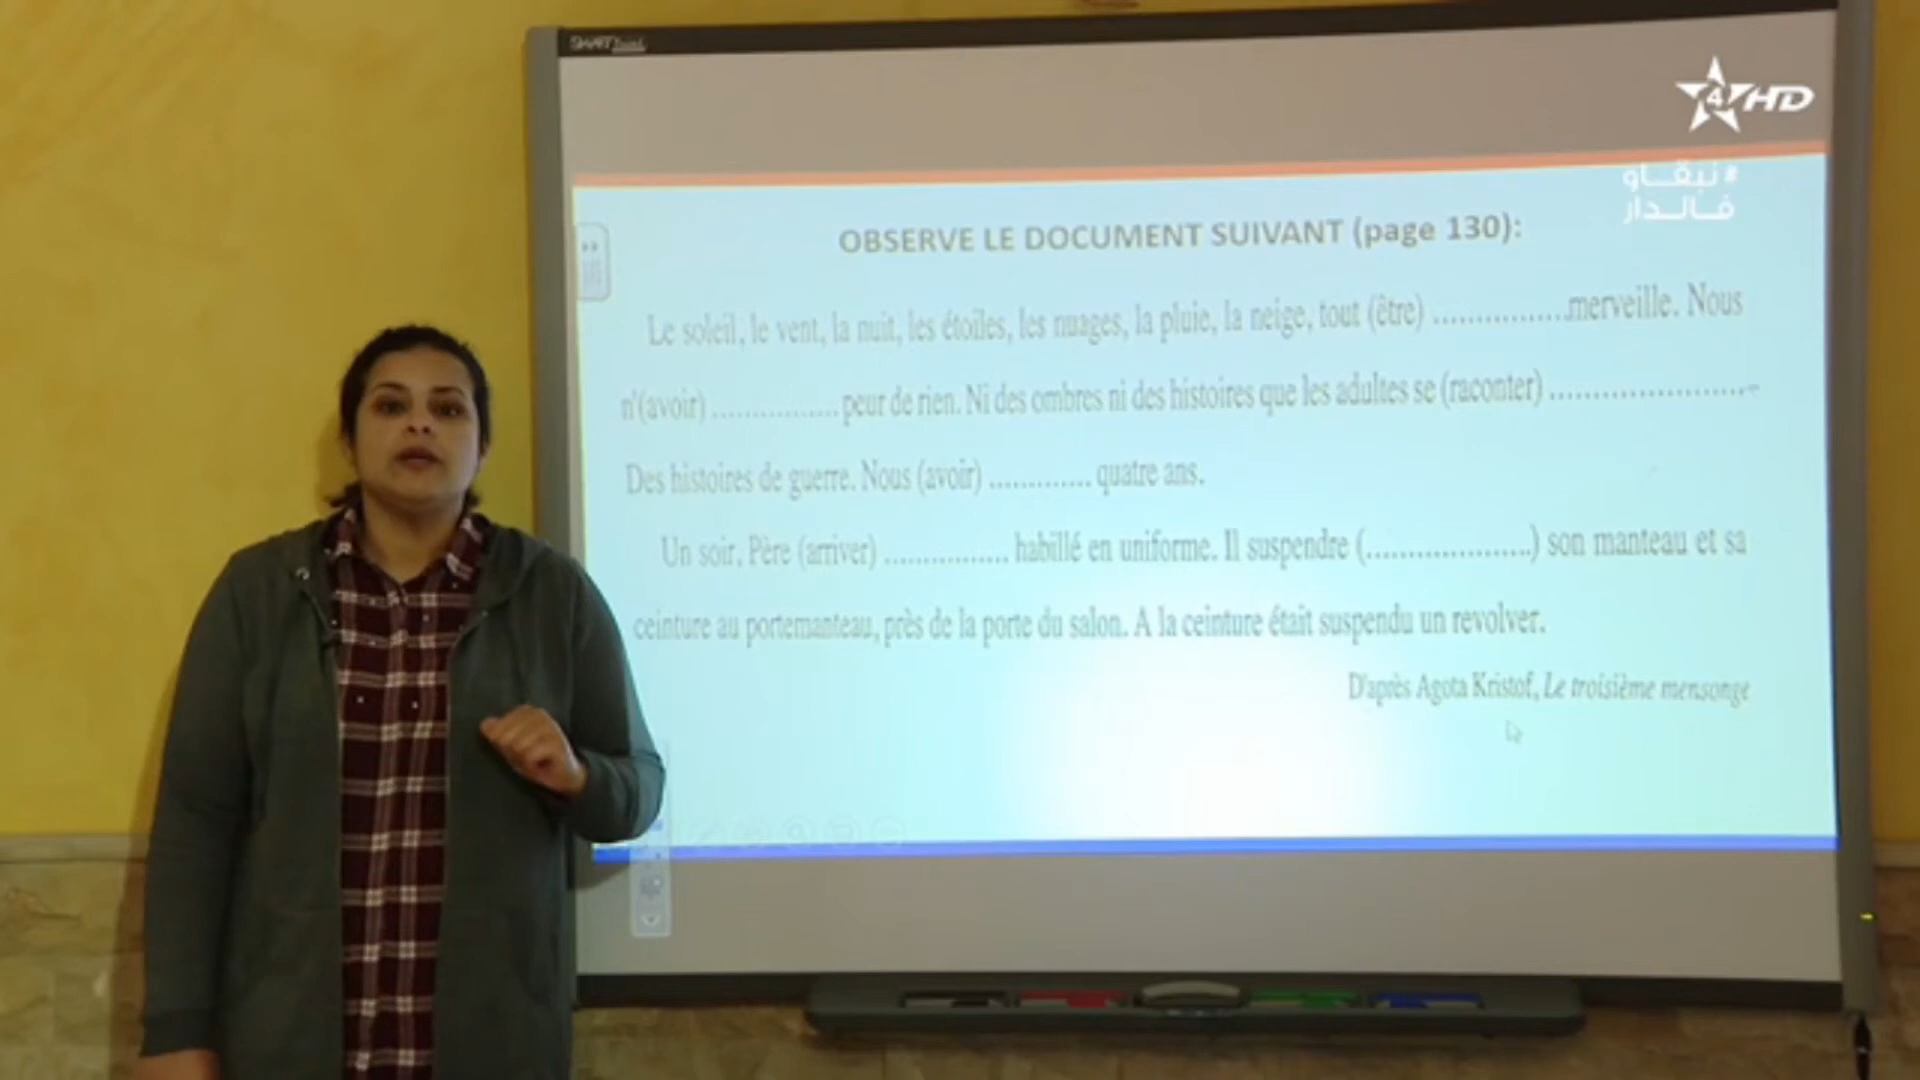 SMART Board
4 HD
#نبقاو
فالدار
OBSERVE LE DOCUMENT SUIVANT (page 130):
Le soleil, le vent, la nuit, les étoiles, les nuages, la pluie, la neige, tout (être) ................merveille. Nous
n'(avoir) ................ peur de rien. Ni des ombres ni des histoires que les adultes se (raconter) ........................
Des histoires de guerre. Nous (avoir) ............. quatre ans.
Un soir, Père (arriver) ................ habillé en uniforme. Il suspendre (.....................) son manteau et sa
ceinture au portemanteau, près de la porte du salon. A la ceinture était suspendu un revolver.
D'après Agota Kristof, Le troisième mensonge